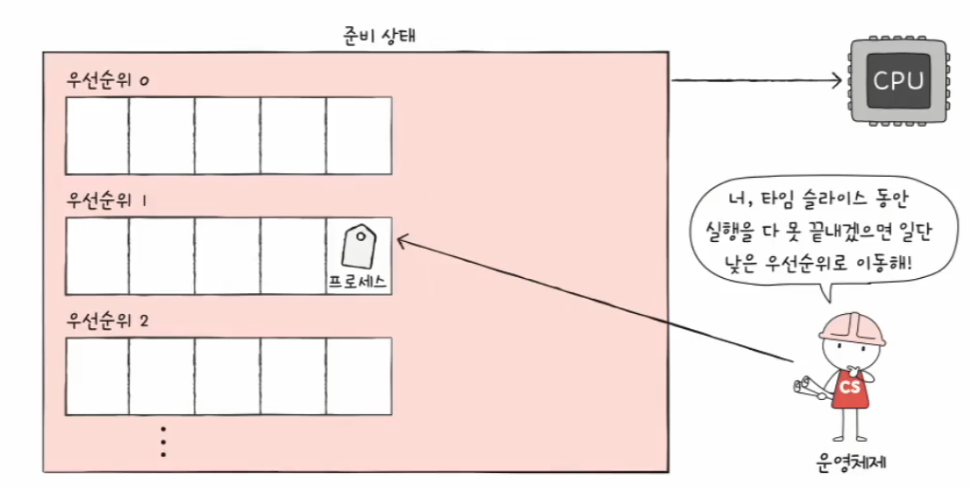 준비 상태
우선순위 0
CPU
우선순위 1
너, 타임 슬라이스 동안
실행을 다 못 끝내겠으면 일단
낮은 우선순위로 이동해!
프로세스
우선순위 2
CS
운영체제